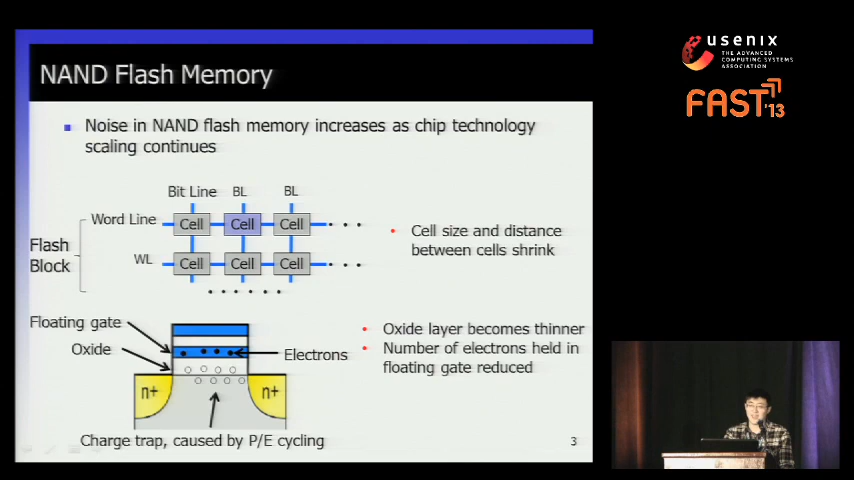 NAND Flash Memory
Noise in NAND flash memory increases as chip technology
scaling continues
Bit Line BL BL
Word Line Cell Cell Cell
Flash
Block
WL Cell Cell Cell
Cell size and distance
between cells shrink
Floating gate
Oxide
Electrons
n+ n+
Charge trap, caused by P/E cycling
Oxide layer becomes thinner
Number of electrons held in
floating gate reduced
3
usenix
THE ADVANCED
COMPUTING SYSTEMS
ASSOCIATION
FAST '13